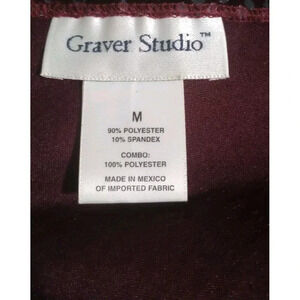 Graver Studio™
M
90% POLYESTER
10% SPANDEX
COMBO:
100% POLYESTER
MADE IN MEXICO
OF IMPORTED FABRIC